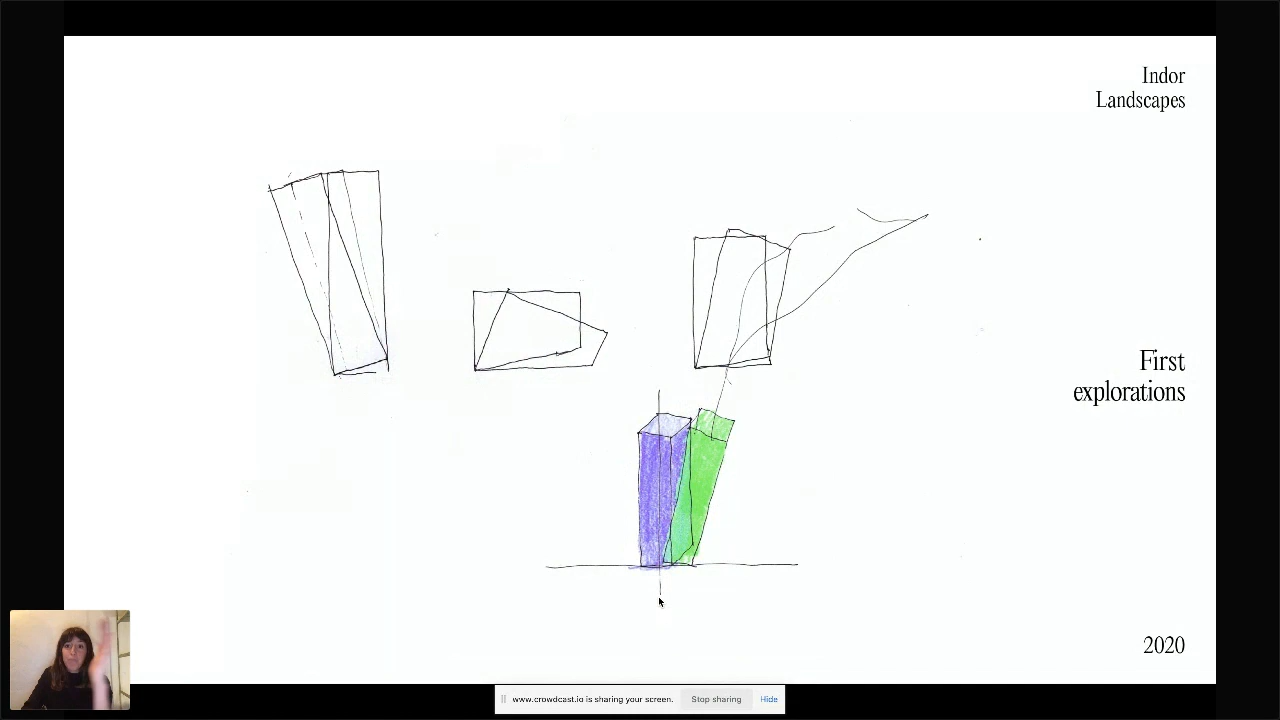 Indor
Landscapes
First
explorations
2020
www.crowdcast.io is sharing your screen.
Stop sharing
Hide